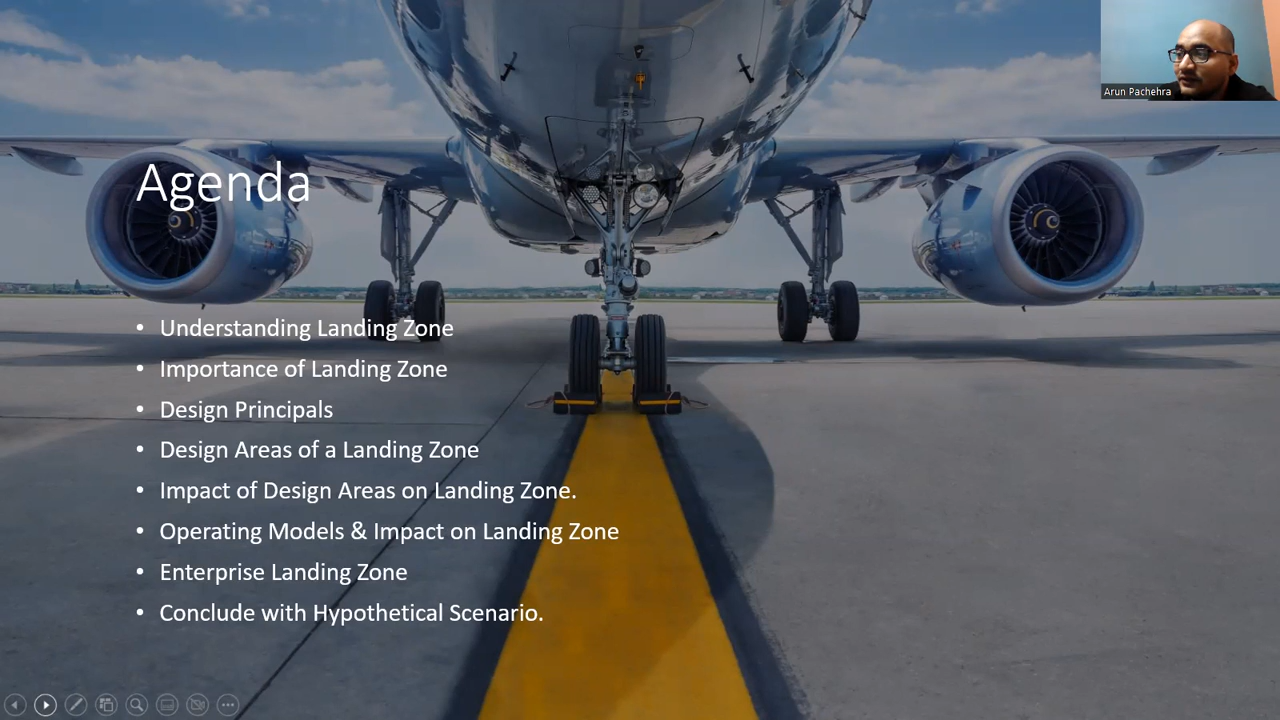 Arun Pachehra
Agenda
• Understanding Landing Zone
• Importance of Landing Zone
• Design Principals
• Design Areas of a Landing Zone
• Impact of Design Areas on Landing Zone.
• Operating Models & Impact on Landing Zone
• Enterprise Landing Zone
• Conclude with Hypothetical Scenario.